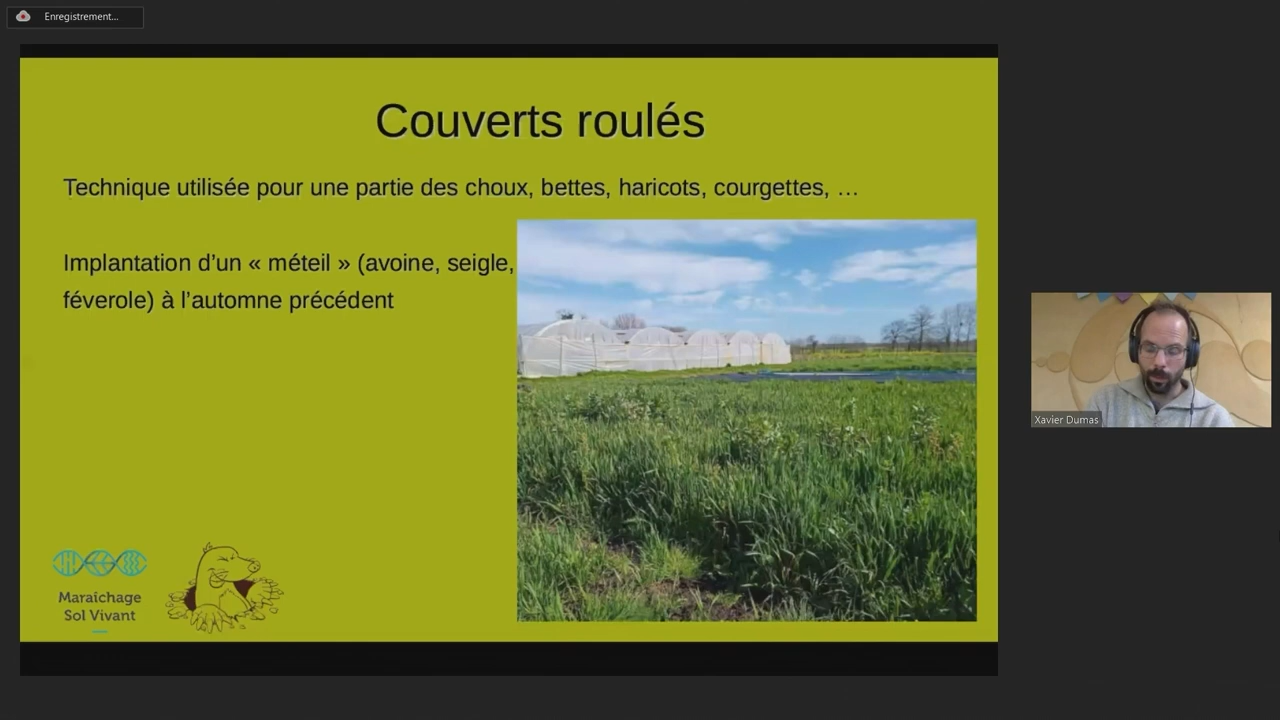 Enregistrement...
Couverts roulés
Technique utilisée pour une partie des choux, bettes, haricots, courgettes, …
Implantation d’un « méteil » (avoine, seigle,
féverole) à l’automne précédent
Maraîchage
Sol Vivant
Xavier Dumas